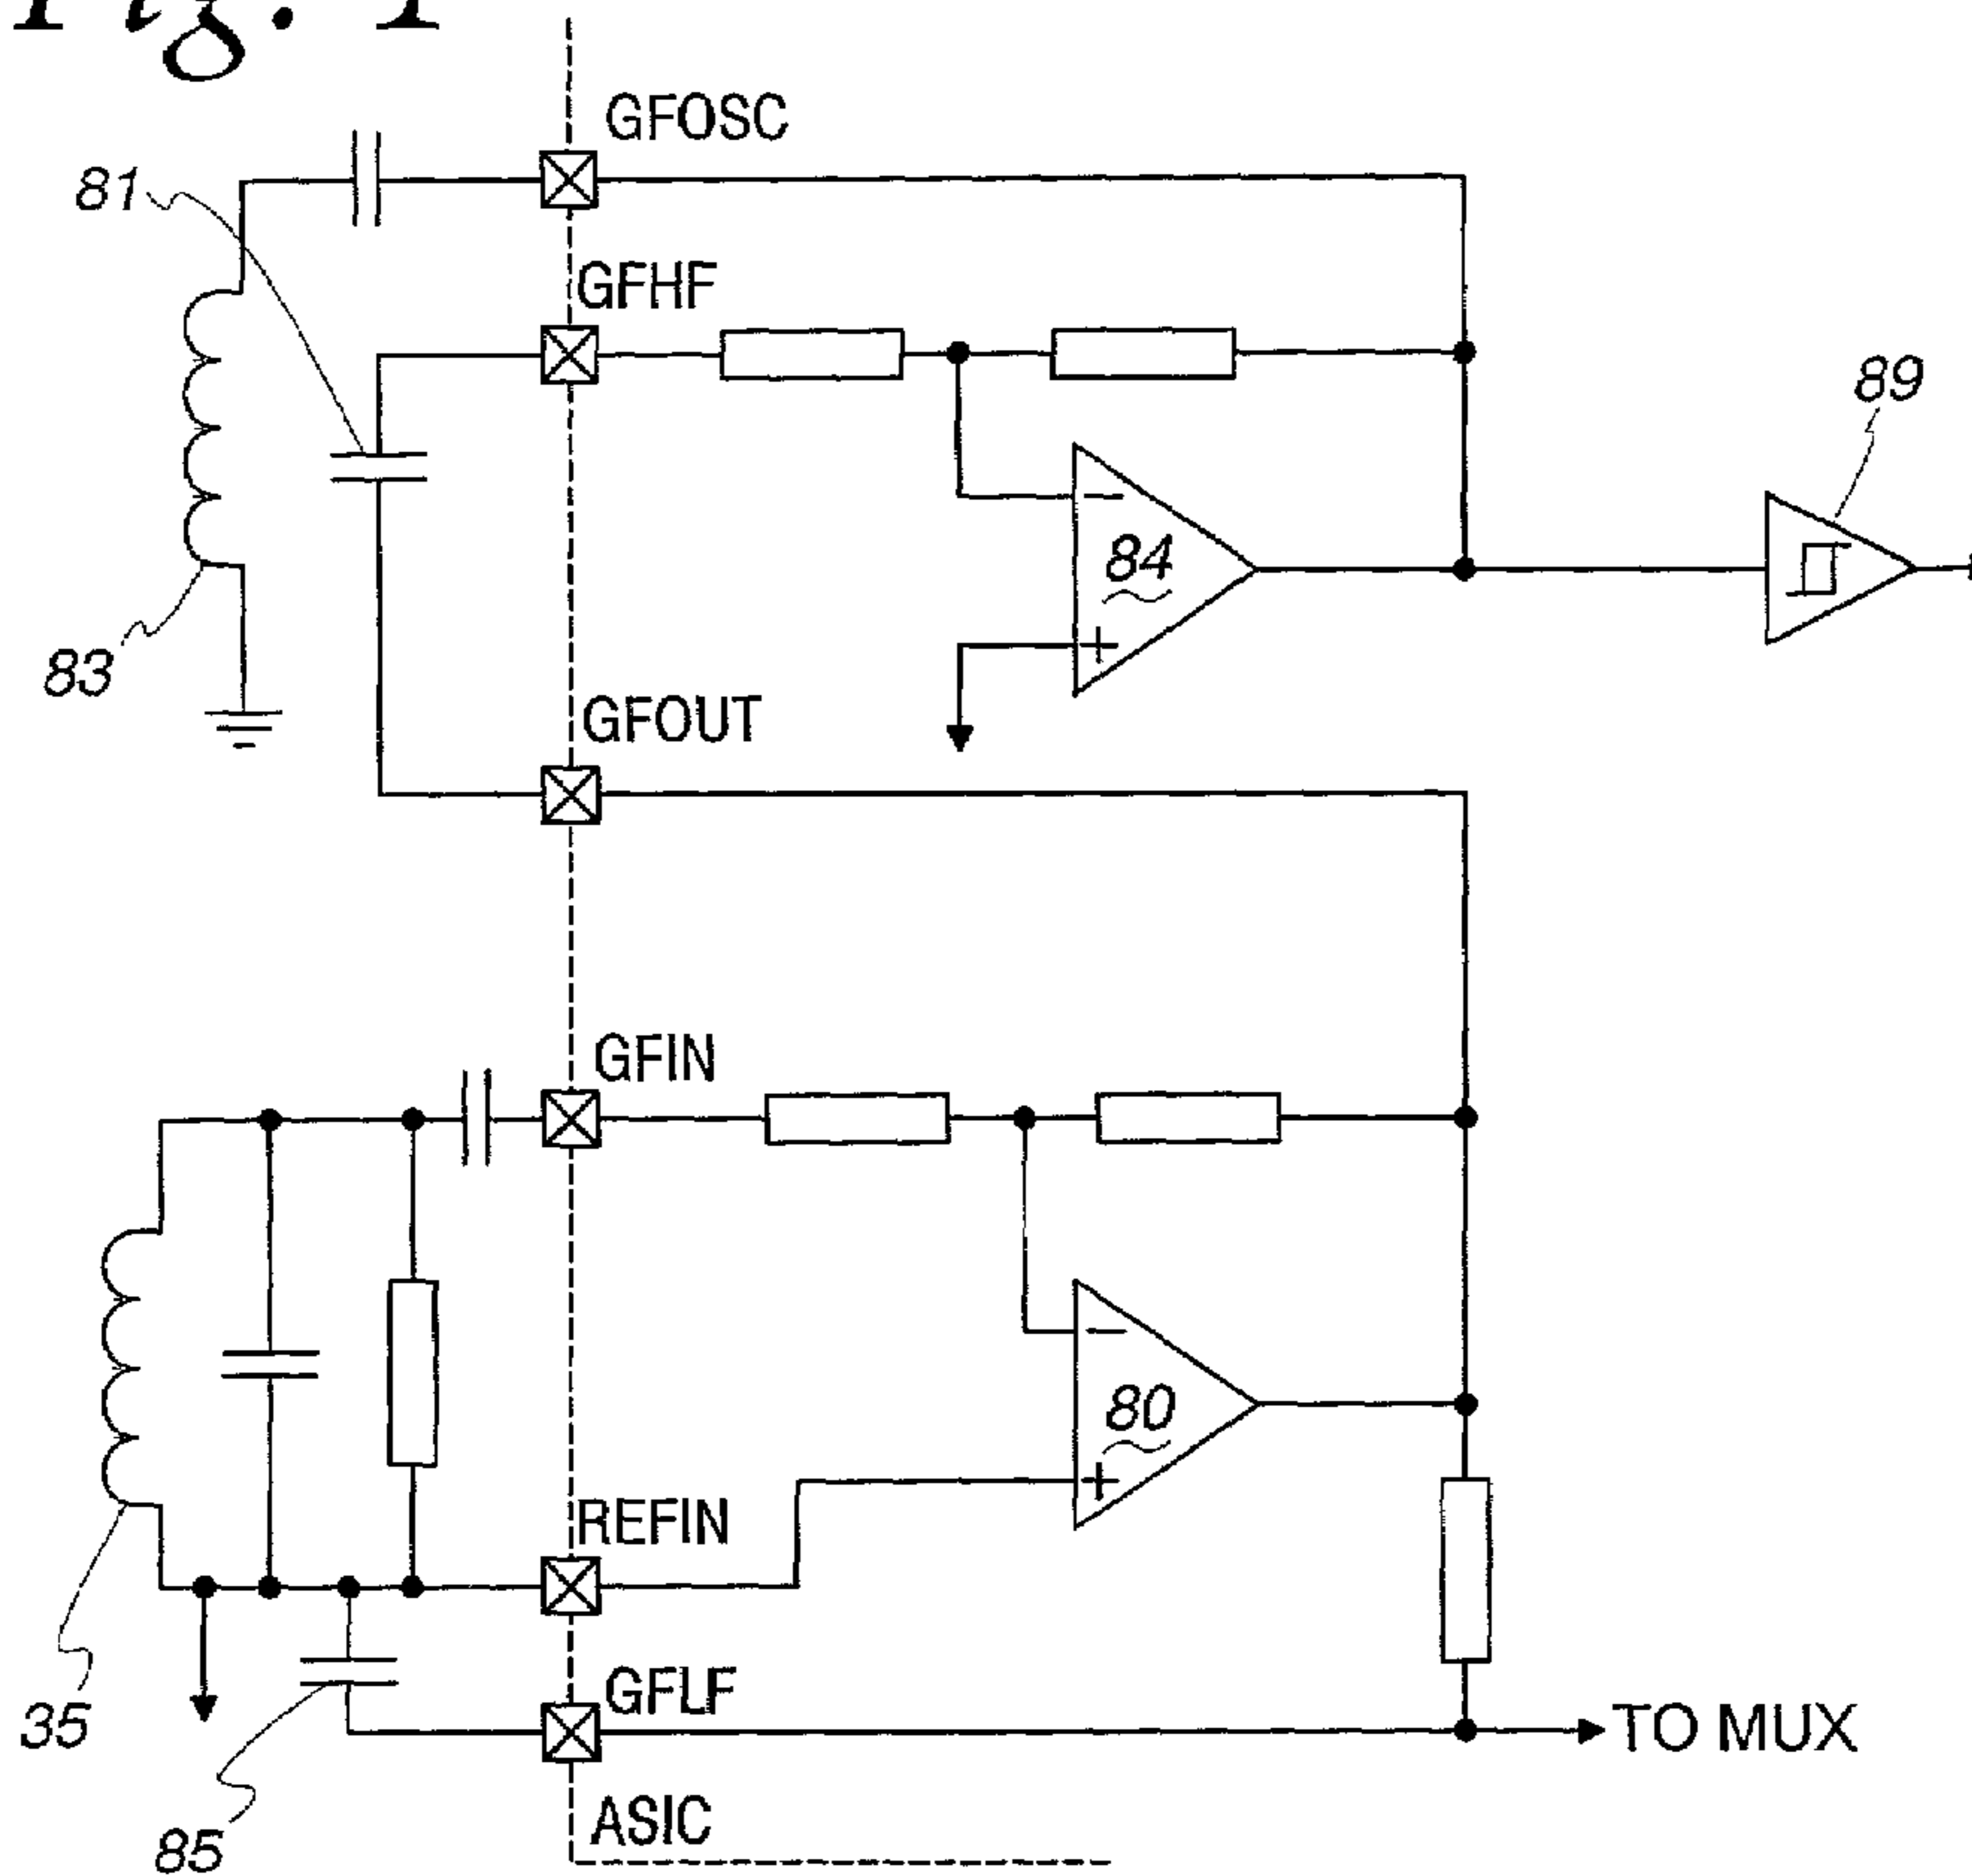 Fig. 1
GFOSC
81
GFHF
89
84
83
GFOUT
GFIN
80
REFIN
GFLF
35
TO MUX
85
ASIC